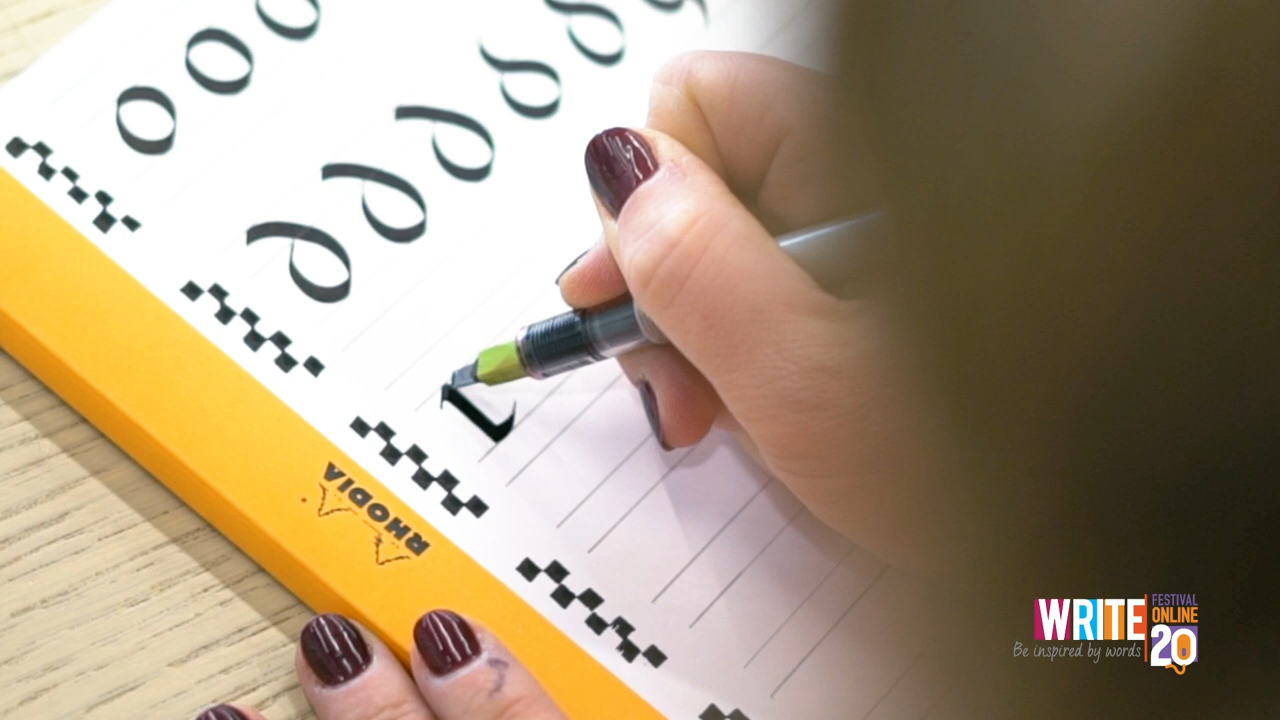 o o o
RHODIA
WRITE
FESTIVAL
ONLINE
20
Be inspired by words